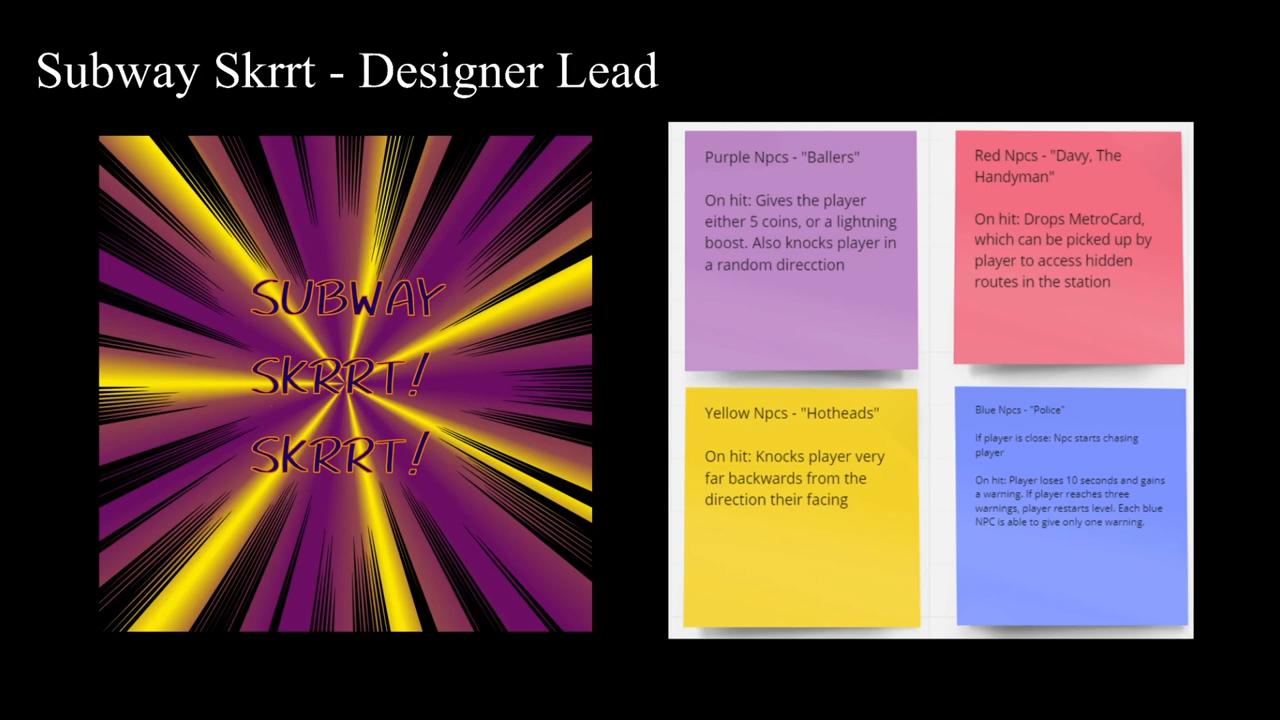 Subway Skrrt - Designer Lead
SUBWAY
SKRRT!
SKRRT!
Purple Npcs - "Ballers"
On hit: Gives the player
either 5 coins, or a lightning
boost. Also knocks player in
a random direcction
Red Npcs - "Davy, The
Handyman"
On hit: Drops MetroCard,
which can be picked up by
player to access hidden
routes in the station
Yellow Npcs - "Hotheads"
On hit: Knocks player very
far backwards from the
direction their facing
Blue Npcs - "Police"
If player is close: Npc starts chasing
player
On hit: Player loses 10 seconds and gains
a warning. If player reaches three
warnings, player restarts level. Each blue
NPC is able to give only one warning.